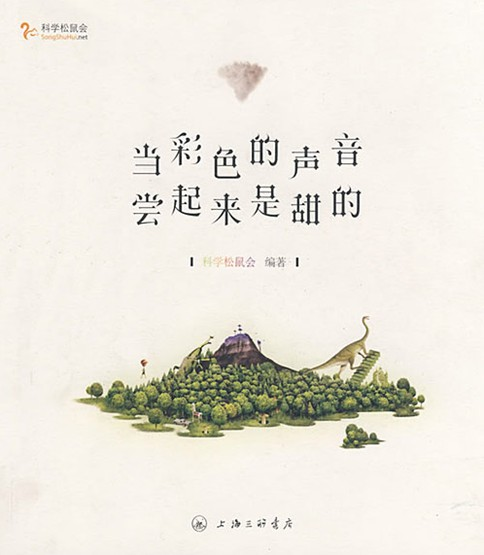 科学松鼠会
SongShuHui.net
当彩色的声音
尝起来是甜的
科学松鼠会 编著
上海三联书店